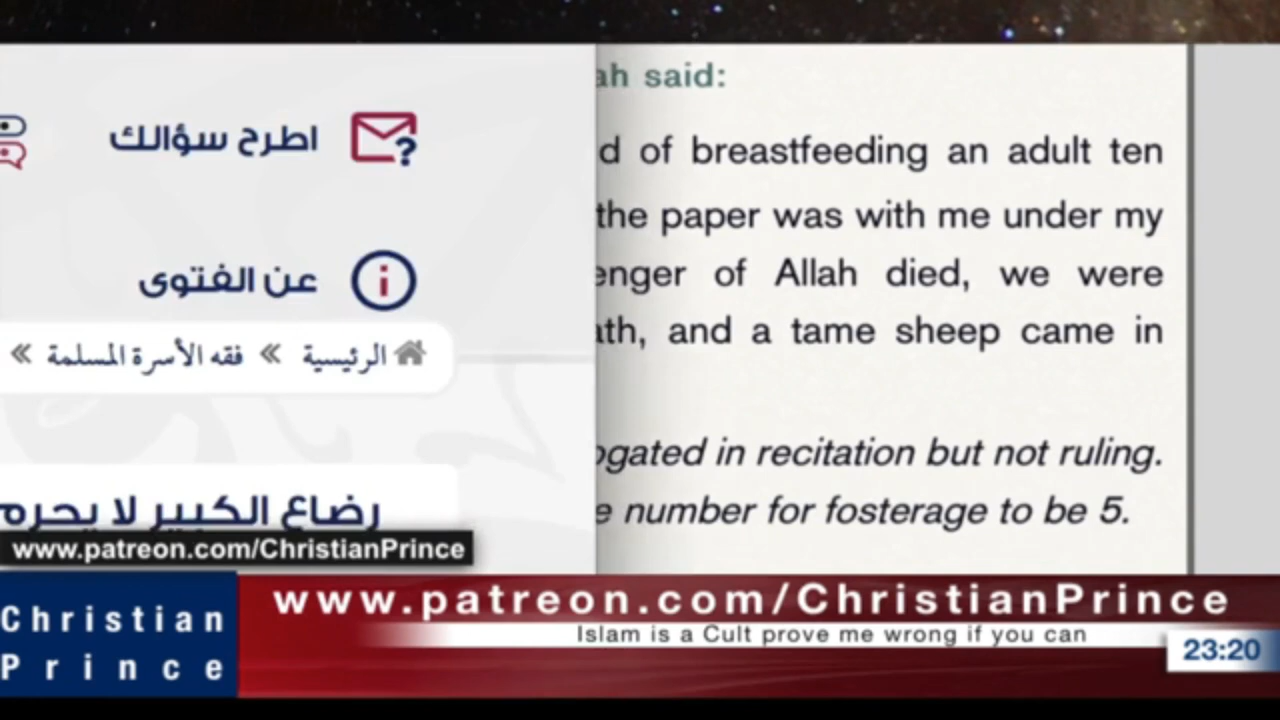 اطرح سؤالك
عن الفتوى
الرئيسية » فقه الأسرة المسلمة »
رضاع الكبير لا يحرم
ah said:
d of breastfeeding an adult ten
the paper was with me under my
enger of Allah died, we were
ath, and a tame sheep came in
ogated in recitation but not ruling.
e number for fosterage to be 5.
www.patreon.com/ChristianPrince
Christian
Prince
www.patreon.com/ChristianPrince
Islam is a Cult prove me wrong if you can
23:20